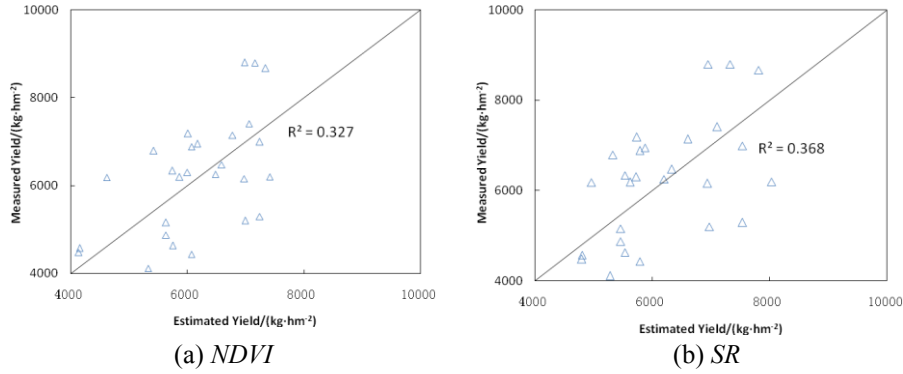 10000
8000
6000
4000
Measured Yield/(kg·hm⁻²)
R² = 0.327
4000 6000 8000 10000
Estimated Yield/(kg·hm⁻²)
(a) NDVI
10000
8000
6000
4000
Measured Yield/(kg·hm⁻²)
R² = 0.368
4000 6000 8000 10000
Estimated Yield/(kg·hm⁻²)
(b) SR